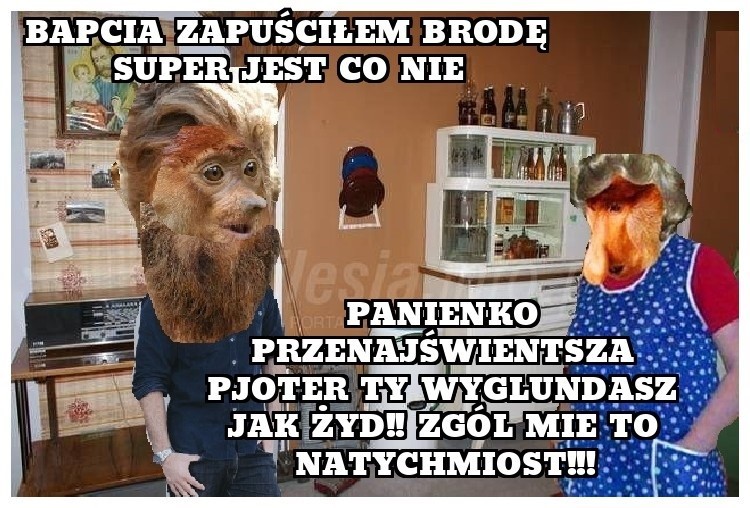 BAPCIA ZAPUŚCIŁEM BRODĘ
SUPER JEST CO NIE
PANIENKO
PRZENAJŚWIENTSZA
PJOTER TY WYGLUNDASZ
JAK ŻYD!! ZGÓL MIE TO
NATYCHMIOST!!!